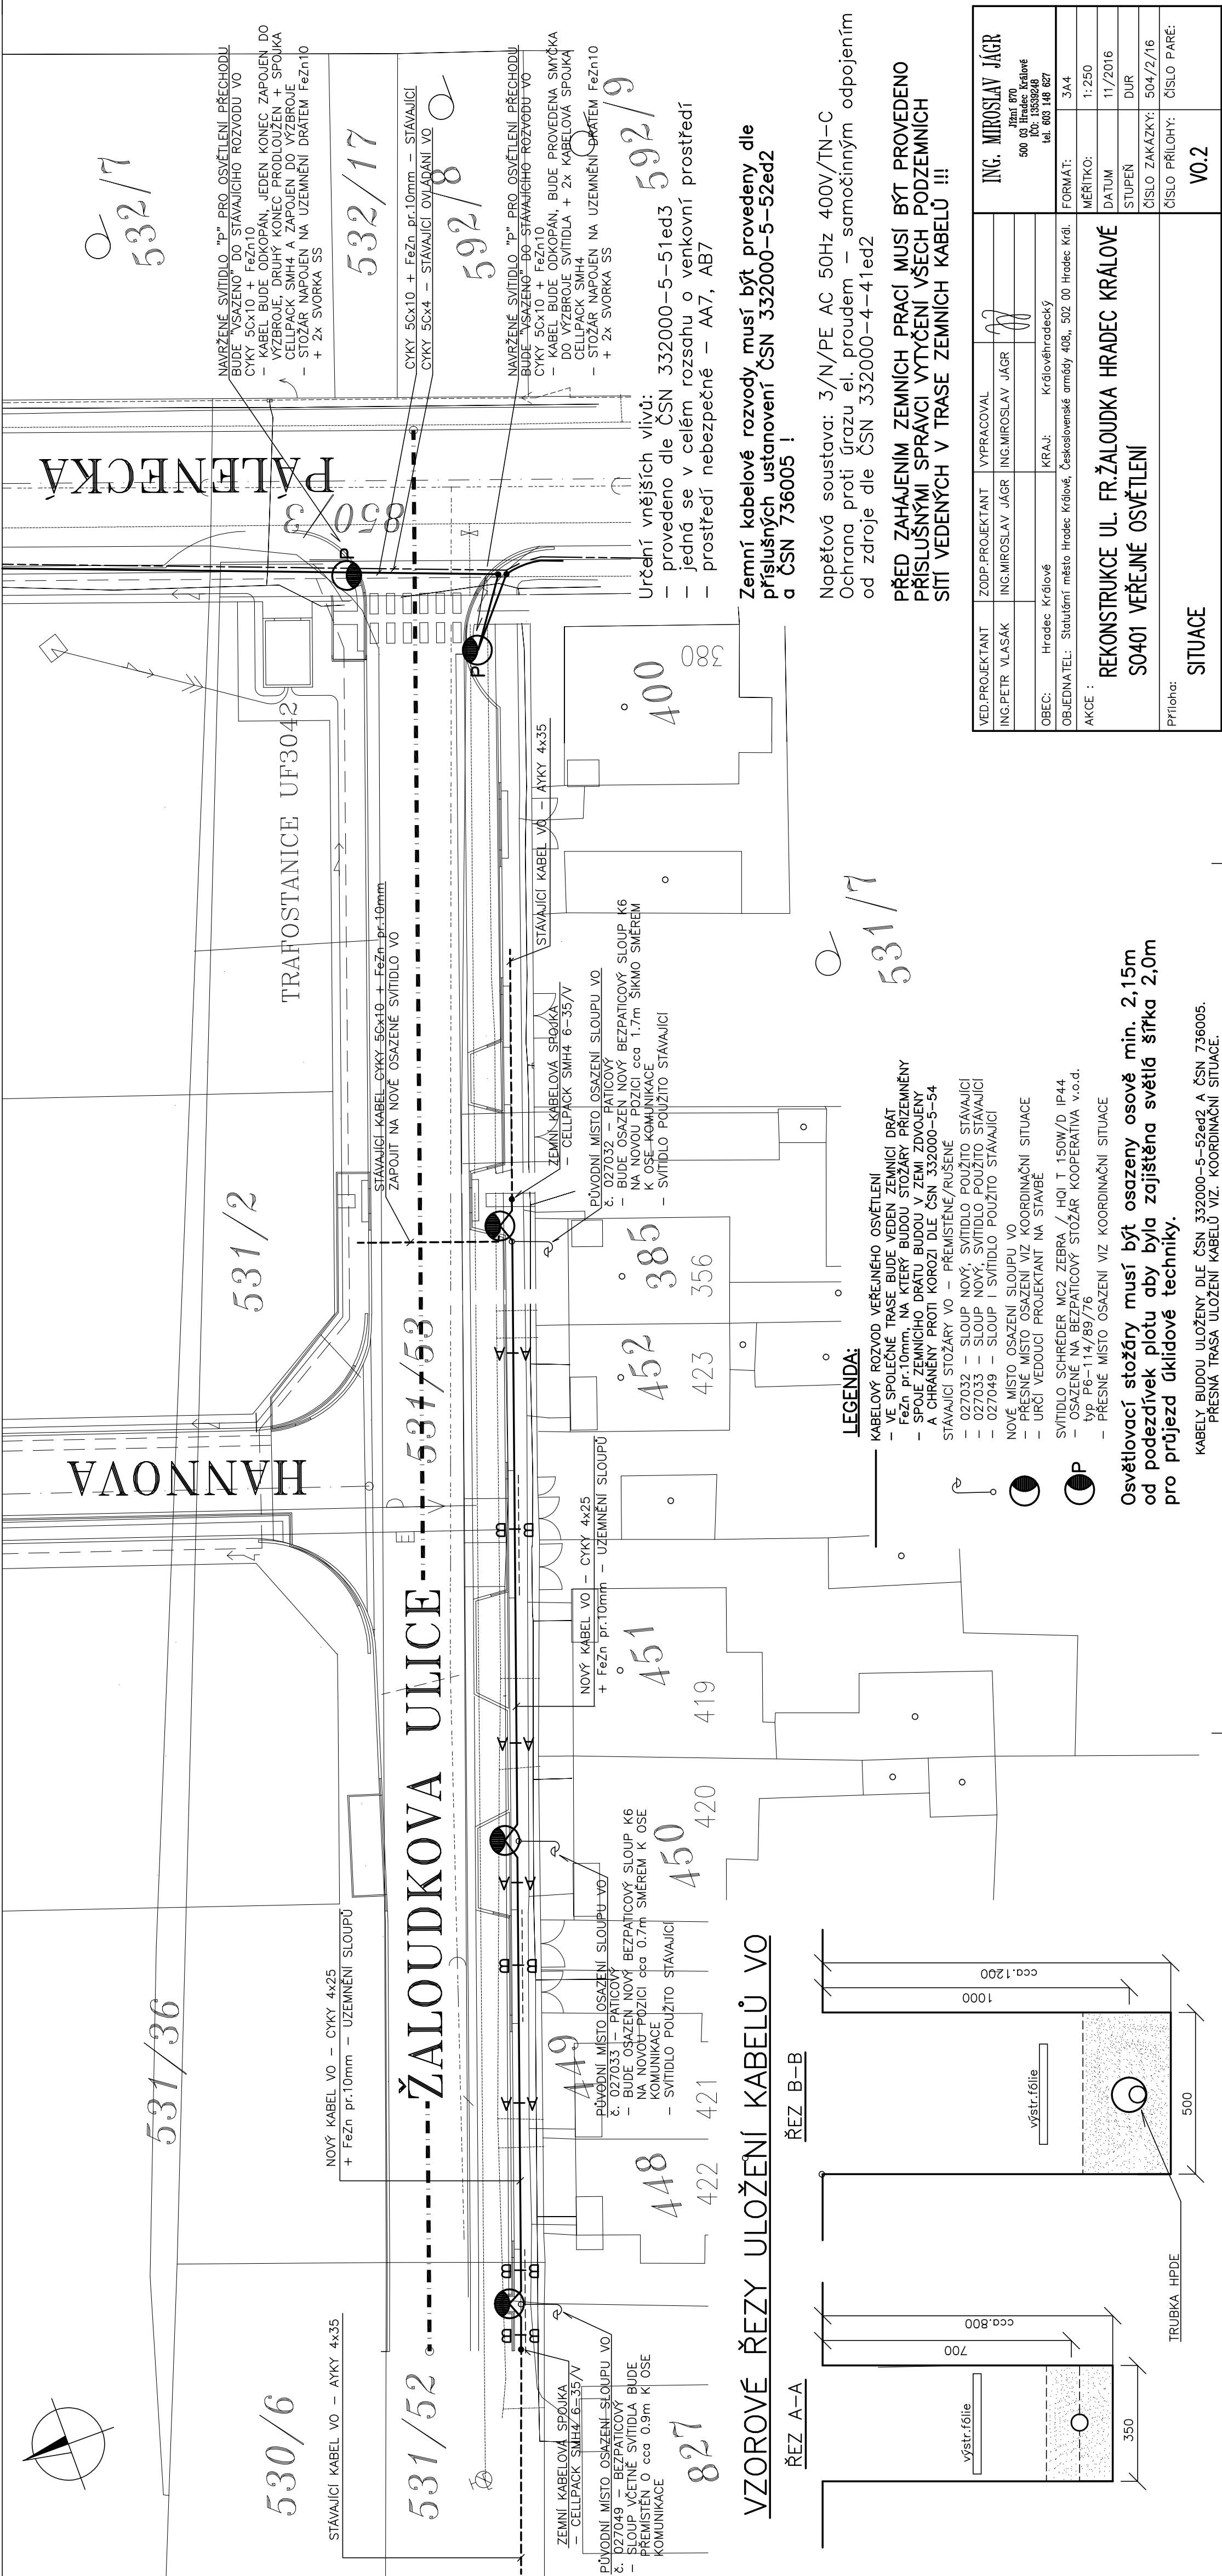 530/6
531/36
531/2
532/7
532/17
592/8
592/9
531/52
531/53
850/3
531/7
STÁVAJÍCÍ KABEL VO – AYKY 4x35
NOVÝ KABEL VO – CYKY 4x25
+ FeZn pr.10mm – UZEMNĚNÍ SLOUPŮ
HANNOVA
PÁLENECKÁ
ŽALOUDKOVA ULICE
TRAFOSTANICE UF3042
STÁVAJÍCÍ KABEL CYKY 5Cx10 + FeZn pr.10mm
ZAPOJIT NA NOVĚ OSAZENÉ SVÍTIDLO VO
NAVRŽENÉ SVÍTIDLO "P" PRO OSVĚTLENÍ PŘECHODU
BUDE "VSAZENO" DO STÁVAJÍCÍHO ROZVODU VO
CYKY 5Cx10 + FeZn10
– KABEL BUDE ODKOPÁN, JEDEN KONEC ZAPOJEN DO
VÝZBROJE, DRUHÝ KONEC PRODLOUŽEN + SPOJKA
CELLPACK SMH4 A ZAPOJEN DO VÝZBROJE
– STOŽÁR NAPOJEN NA UZEMNĚNÍ DRÁTEM FeZn10
+ 2x SVORKA SS
CYKY 5Cx10 + FeZn pr.10mm – STÁVAJÍCÍ
CYKY 5Cx4 – STÁVAJÍCÍ OVLÁDANÍ VO
NAVRŽENÉ SVÍTIDLO "P" PRO OSVĚTLENÍ PŘECHODU
BUDE "VSAZENO" DO STÁVAJÍCÍHO ROZVODU VO
CYKY 5Cx10 + FeZn10
– KABEL BUDE ODKOPÁN, BUDE PROVEDENA SMYČKA
DO VÝZBROJE SVÍTIDLA + 2x KABELOVÁ SPOJKA
CELLPACK SMH4
– STOŽÁR NAPOJEN NA UZEMNĚNÍ DRÁTEM FeZn10
+ 2x SVORKA SS
P
P
E
P
V
A A
B B
A A
A A
B B
A A
B B
B B
ZEMNÍ KABELOVÁ SPOJKA
– CELLPACK SMH4 6–35/V
PŮVODNÍ MÍSTO OSAZENÍ SLOUPU VO
č. 027049 – BEZPATICOVÝ
– SLOUP VČETNĚ SVÍTIDLA BUDE
PŘEMÍSTĚN O cca 0.9m K OSE
KOMUNIKACE
PŮVODNÍ MÍSTO OSAZENÍ SLOUPU VO
č. 027033 – PATICOVÝ
– BUDE OSAZEN NOVÝ BEZPATICOVÝ SLOUP K6
NA NOVOU POZICI cca 0.7m SMĚREM K OSE
KOMUNIKACE
– SVÍTIDLO POUŽITO STÁVAJÍCÍ
NOVÝ KABEL VO – CYKY 4x25
+ FeZn pr.10mm – UZEMNĚNÍ SLOUPŮ
ZEMNÍ KABELOVÁ SPOJKA
– CELLPACK SMH4 6–35/V
PŮVODNÍ MÍSTO OSAZENÍ SLOUPU VO
č. 027032 – PATICOVÝ
– BUDE OSAZEN NOVÝ BEZPATICOVÝ SLOUP K6
NA NOVOU POZICI cca 1.7m ŠIKMO SMĚREM
K OSE KOMUNIKACE
– SVÍTIDLO POUŽITO STÁVAJÍCÍ
STÁVAJÍCÍ KABEL VO – AYKY 4x35
827
448
449
450
451
452
385
400
422
421
420
419
423
356
380
Určení vnějších vlivů:
– provedeno dle ČSN 332000–5–51ed3
– jedná se v celém rozsahu o venkovní prostředí
– prostředí nebezpečné – AA7, AB7
Zemní kabelové rozvody musí být provedeny dle
příslušných ustanovení ČSN 332000–5–52ed2
a ČSN 736005 !
Napěťová soustava: 3/N/PE AC 50Hz 400V/TN–C
Ochrana proti úrazu el. proudem – samočinným odpojením
od zdroje dle ČSN 332000–4–41ed2
PŘED ZAHÁJENÍM ZEMNÍCH PRACÍ MUSÍ BÝT PROVEDENO
PŘÍSLUŠNÝMI SPRÁVCI VYTÝČENÍ VŠECH PODZEMNÍCH
SÍTÍ VEDENÝCH V TRASE ZEMNÍCH KABELŮ !!!
VZOROVÉ ŘEZY ULOŽENÍ KABELŮ VO
ŘEZ A–A
výstr.fólie
700
cca.800
350
ŘEZ B–B
výstr.fólie
1000
cca.1200
500
TRUBKA HPDE
LEGENDA:
KABELOVÝ ROZVOD VEŘEJNÉHO OSVĚTLENÍ
– VE SPOLEČNÉ TRASE BUDE VEDEN ZEMNÍCÍ DRÁT
FeZn pr.10mm, NA KTERÝ BUDOU STOŽÁRY PŘIZEMNĚNY
– SPOJE ZEMNÍCÍHO DRÁTU BUDOU V ZEMI ZDVOJENY
A CHRÁNĚNY PROTI KOROZI DLE ČSN 332000–5–54
STÁVAJÍCÍ STOŽÁRY VO – PŘEMÍSTĚNÉ/RUŠENÉ
– 027032 – SLOUP NOVÝ, SVÍTIDLO POUŽITO STÁVAJÍCÍ
– 027033 – SLOUP NOVÝ, SVÍTIDLO POUŽITO STÁVAJÍCÍ
– 027049 – SLOUP I SVÍTIDLO POUŽITO STÁVAJÍCÍ
NOVÉ MÍSTO OSAZENÍ SLOUPU VO
– PŘESNÉ MÍSTO OSAZENÍ VIZ KOORDINAČNÍ SITUACE
– URČÍ VEDOUCÍ PROJEKTANT NA STAVBĚ
P
SVÍTIDLO SCHRÉDER MC2 ZEBRA / HQI T 150W/D IP44
– OSAZENÉ NA BEZPATICOVÝ STOŽÁR KOOPERATIVA v.o.d.
typ P6–114/89/76
– PŘESNÉ MÍSTO OSAZENÍ VIZ KOORDINAČNÍ SITUACE
Osvětlovací stožáry musí být osazeny osově min. 2,15m
od podezdívek plotu aby byla zajištěna světlá šířka 2,0m
pro průjezd úklidové techniky.
KABELY BUDOU ULOŽENY DLE ČSN 332000–5–52ed2 A ČSN 736005.
PŘESNÁ TRASA ULOŽENÍ KABELŮ VIZ. KOORDINAČNÍ SITUACE.
VED.PROJEKTANT ZODP.PROJEKTANT VYPRACOVAL
ING.PETR VLASÁK ING.MIROSLAV JÁGR ING.MIROSLAV JÁGR
ING. MIROSLAV JÁGR
Jižní 870
500 03 Hradec Králové
IČO: 13539248
tel. 603 148 627
OBEC: Hradec Králové KRAJ: Královéhradecký
OBJEDNATEL: Statutární město Hradec Králové, Československé armády 408,, 502 00 Hradec Král.
AKCE :
REKONSTRUKCE UL. FR.ŽALOUDKA HRADEC KRÁLOVÉ
SO401 VEŘEJNÉ OSVĚTLENÍ
Příloha:
SITUACE
FORMÁT: 3A4
MĚŘÍTKO: 1:250
DATUM 11/2016
STUPEŇ DUR
ČÍSLO ZAKÁZKY: 504/2/16
ČÍSLO PŘÍLOHY: ČÍSLO PARÉ:
VO.2